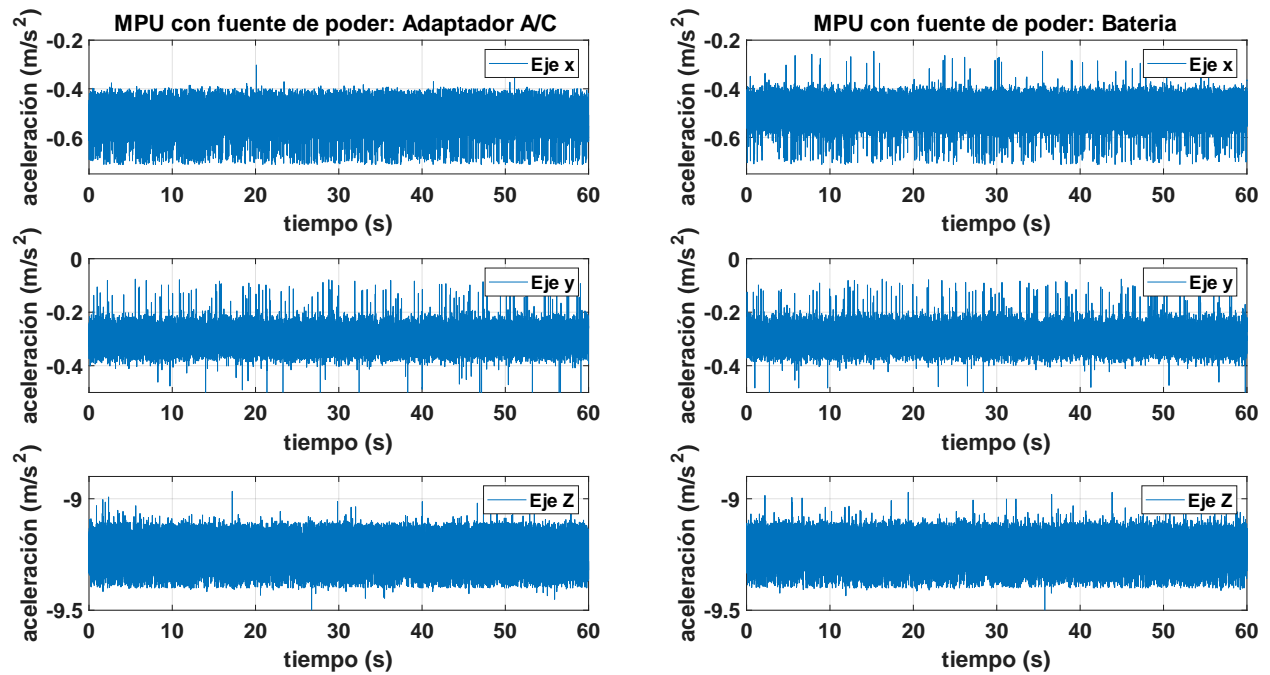 MPU con fuente de poder: Adaptador A/C
aceleración (m/s²)
-0.2
-0.4
-0.6
Eje x
0 10 20 30 40 50 60
tiempo (s)
MPU con fuente de poder: Bateria
aceleración (m/s²)
-0.2
-0.4
-0.6
Eje x
0 10 20 30 40 50 60
tiempo (s)
aceleración (m/s²)
0
-0.2
-0.4
Eje y
0 10 20 30 40 50 60
tiempo (s)
aceleración (m/s²)
0
-0.2
-0.4
Eje y
0 10 20 30 40 50 60
tiempo (s)
aceleración (m/s²)
-9
-9.5
Eje Z
0 10 20 30 40 50 60
tiempo (s)
aceleración (m/s²)
-9
-9.5
Eje Z
0 10 20 30 40 50 60
tiempo (s)